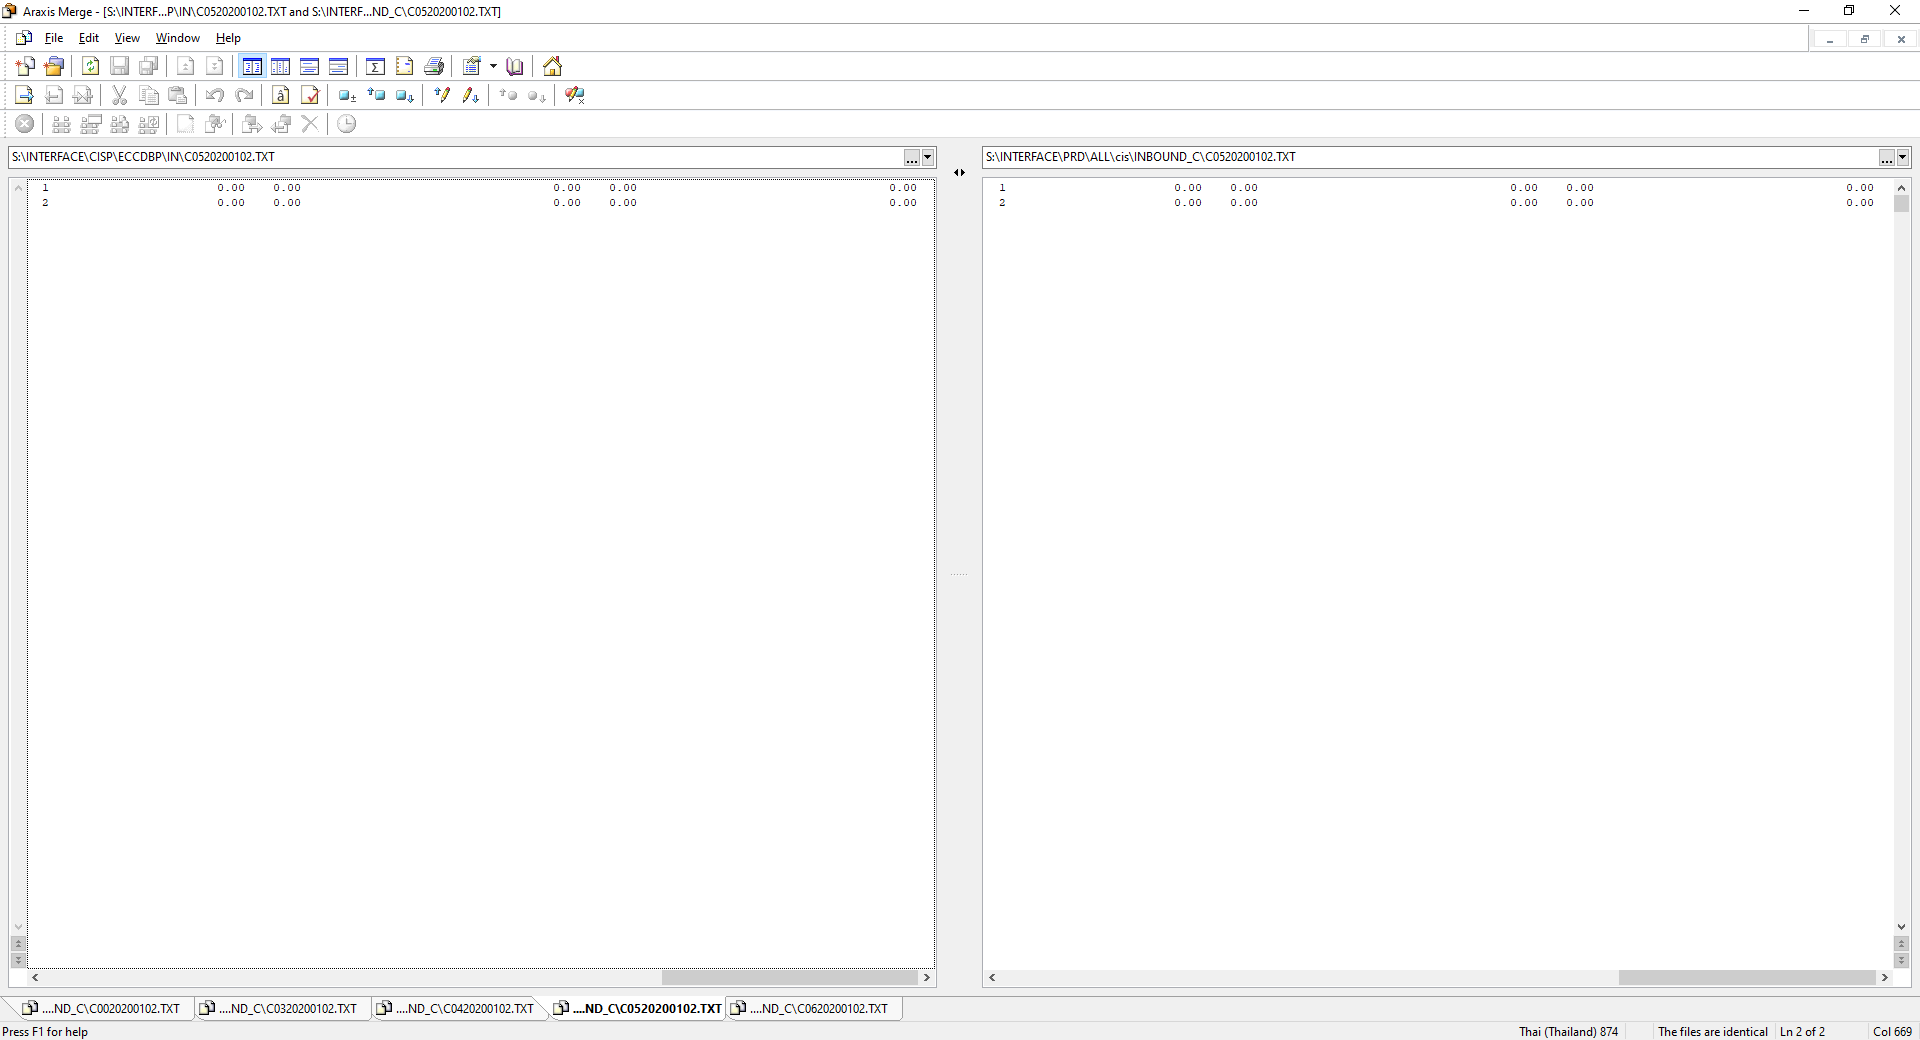 Araxis Merge - [S:\INTERF...P\IN\C0520200102.TXT and S:\INTERF...ND_C\C0520200102.TXT]
File Edit View Window Help
S:\INTERFACE\CISP\ECCDBP\IN\C0520200102.TXT ...
S:\INTERFACE\PRD\ALL\cis\INBOUND_C\C0520200102.TXT ...
1 0.00 0.00 0.00 0.00 0.00
2 0.00 0.00 0.00 0.00 0.00
1 0.00 0.00 0.00 0.00 0.00
2 0.00 0.00 0.00 0.00 0.00
....ND_C\C0020200102.TXT ....ND_C\C0320200102.TXT ....ND_C\C0420200102.TXT ....ND_C\C0520200102.TXT ....ND_C\C0620200102.TXT
Press F1 for help Thai (Thailand) 874 The files are identical Ln 2 of 2 Col 669